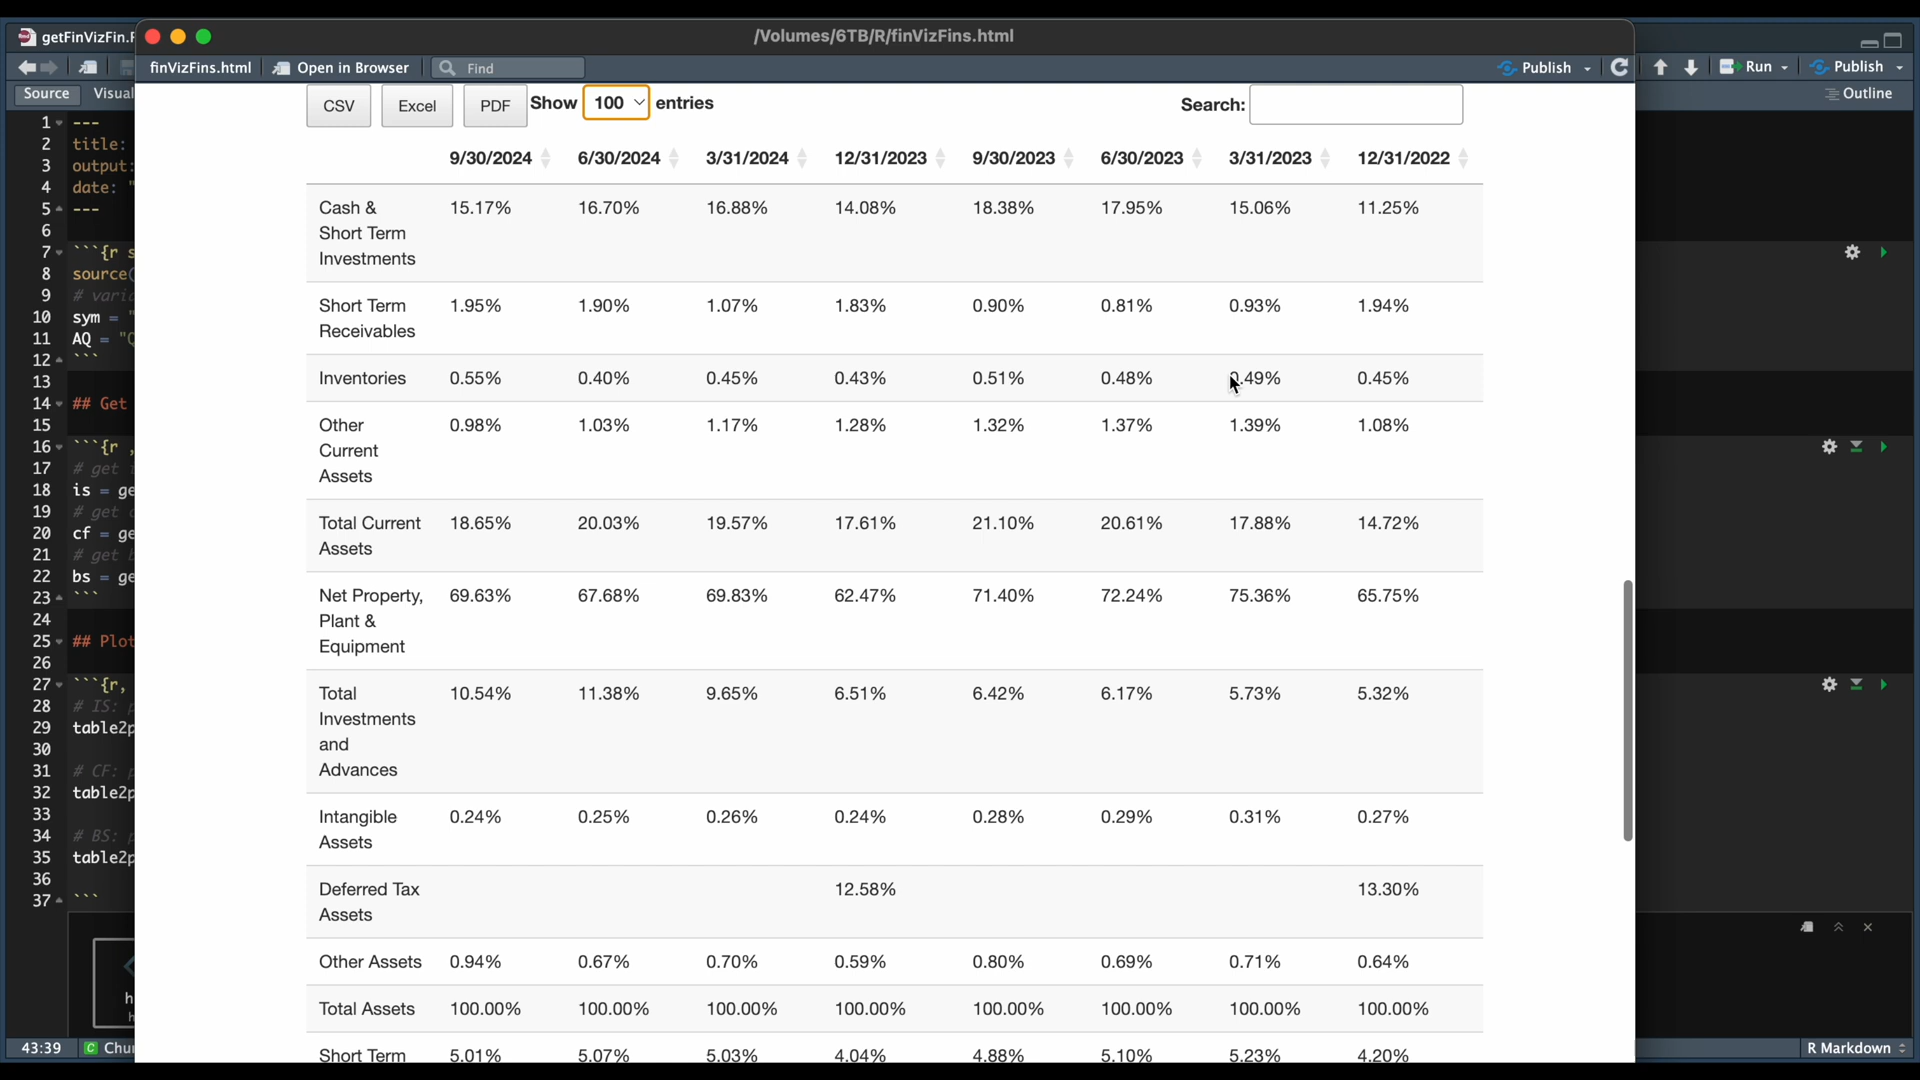 getFinVizFin.R
/Volumes/6TB/R/finVizFins.html
finVizFins.html Open in Browser Find Publish
Run Publish
Source Visual
Outline
CSV Excel PDF Show 100 entries Search:
9/30/2024 6/30/2024 3/31/2024 12/31/2023 9/30/2023 6/30/2023 3/31/2023 12/31/2022
Cash & 15.17% 16.70% 16.88% 14.08% 18.38% 17.95% 15.06% 11.25%
Short Term
Investments
Short Term 1.95% 1.90% 1.07% 1.83% 0.90% 0.81% 0.93% 1.94%
Receivables
Inventories 0.55% 0.40% 0.45% 0.43% 0.51% 0.48% 0.49% 0.45%
Other 0.98% 1.03% 1.17% 1.28% 1.32% 1.37% 1.39% 1.08%
Current
Assets
Total Current 18.65% 20.03% 19.57% 17.61% 21.10% 20.61% 17.88% 14.72%
Assets
Net Property, 69.63% 67.68% 69.83% 62.47% 71.40% 72.24% 75.36% 65.75%
Plant &
Equipment
Total 10.54% 11.38% 9.65% 6.51% 6.42% 6.17% 5.73% 5.32%
Investments
and
Advances
Intangible 0.24% 0.25% 0.26% 0.24% 0.28% 0.29% 0.31% 0.27%
Assets
Deferred Tax 12.58% 13.30%
Assets
Other Assets 0.94% 0.67% 0.70% 0.59% 0.80% 0.69% 0.71% 0.64%
Total Assets 100.00% 100.00% 100.00% 100.00% 100.00% 100.00% 100.00% 100.00%
Short Term 5.01% 5.07% 5.03% 4.04% 4.88% 5.10% 5.23% 4.20%
1 ---
2 title:
3 output:
4 date: "
5 ---
6
7 ```{r s
8 source(
9 # varia
10 sym = "
11 AQ = "Q
12 ```
13
14 ## Get
15
16 ```{r ,
17 # get i
18 is = ge
19 # get c
20 cf = ge
21 # get b
22 bs = ge
23 ```
24
25 ## Plot
26
27 ```{r,
28 # IS: p
29 table2p
30
31 # CF: p
32 table2p
33
34 # BS: p
35 table2p
36
37 ```
h
h
43:39 C Chu
R Markdown